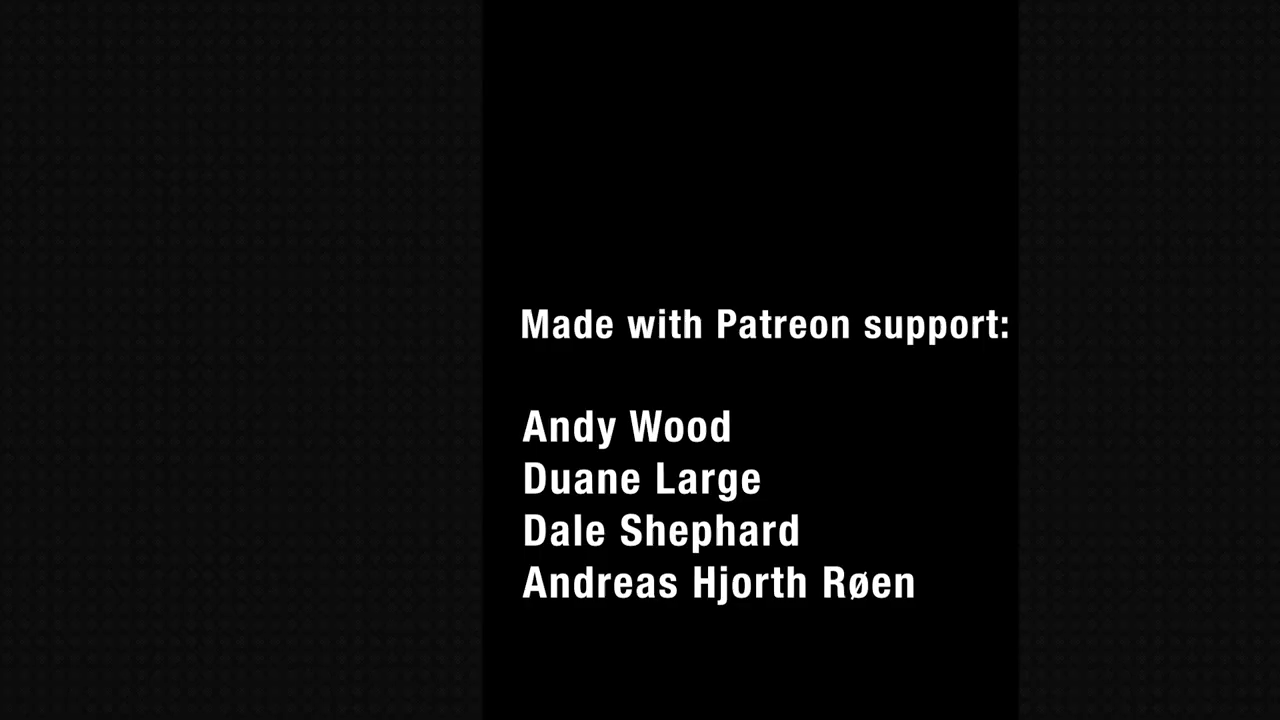 Made with Patreon support:
Andy Wood
Duane Large
Dale Shephard
Andreas Hjorth Røen